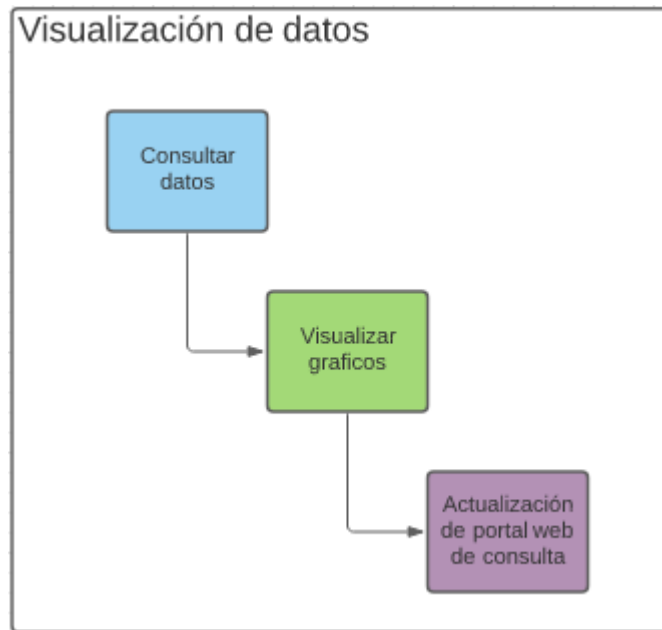 Visualización de datos
Consultar
datos
Visualizar
graficos
Actualización
de portal web
de consulta